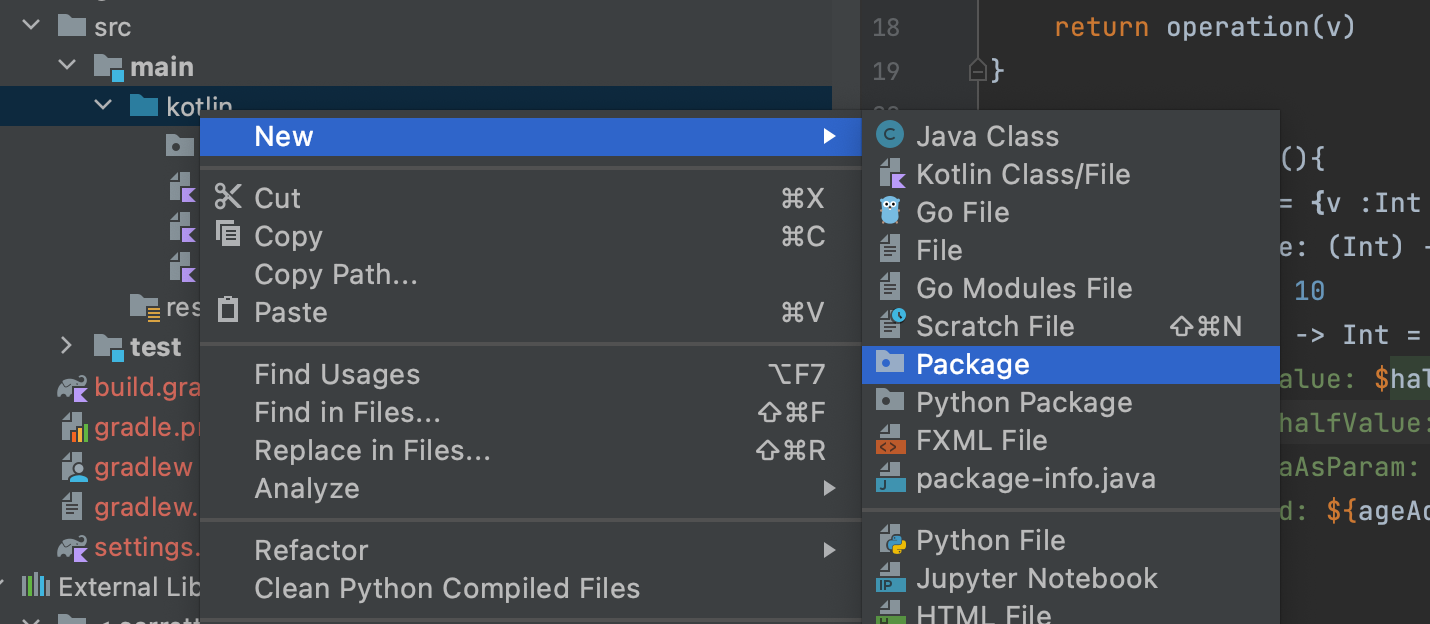 src
main
kotlin
res
test
build.gra
gradle.p
gradlew
gradlew.
settings.
External Lib
New
Cut ⌘X
Copy ⌘C
Copy Path...
Paste ⌘V
Find Usages ⌥F7
Find in Files... ⇧⌘F
Replace in Files... ⇧⌘R
Analyze
Refactor
Clean Python Compiled Files
Java Class
Kotlin Class/File
Go File
File
Go Modules File
Scratch File ⇧⌘N
Package
Python Package
FXML File
package-info.java
Python File
Jupyter Notebook
HTML File
18 return operation(v)
19 }
(){
= {v :Int
e: (Int) -
10
-> Int =
alue: $hal
halfValue:
aAsParam:
d: ${ageAd